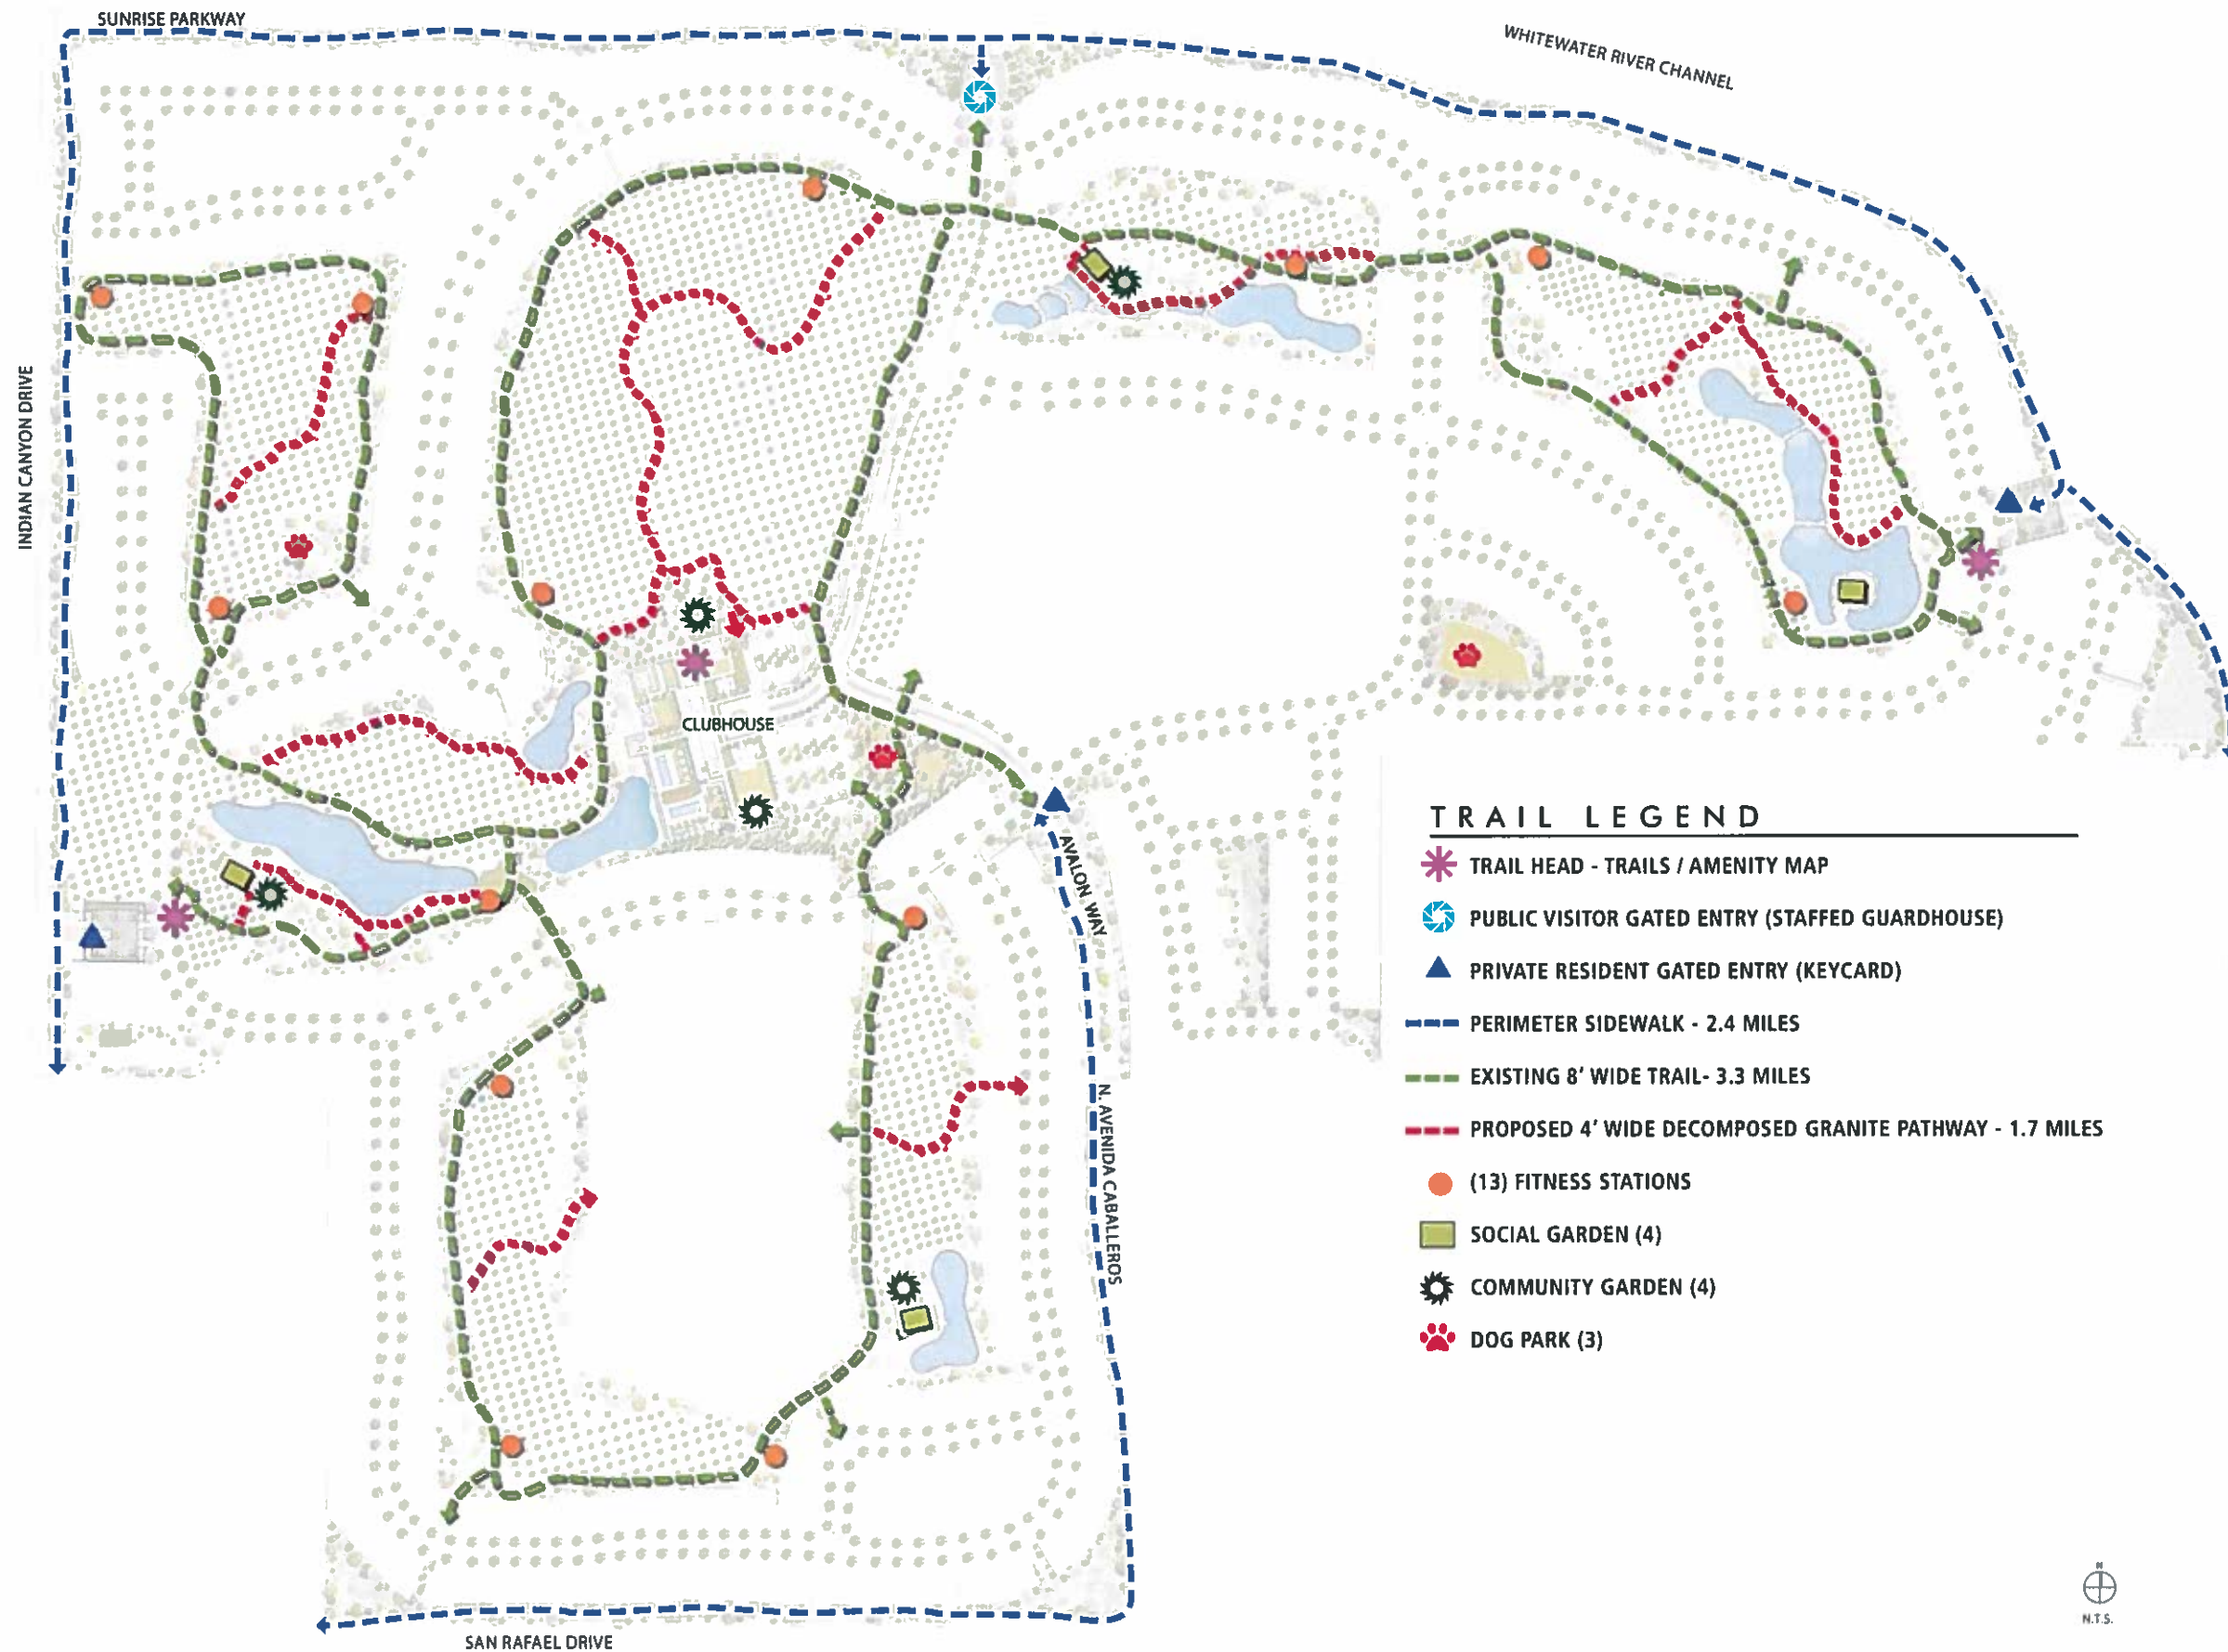 SUNRISE PARKWAY
WHITEWATER RIVER CHANNEL
INDIAN CANYON DRIVE
CLUBHOUSE
AVALON WAY
N. AVENIDA CABALLEROS
SAN RAFAEL DRIVE
TRAIL LEGEND
TRAIL HEAD - TRAILS / AMENITY MAP
PUBLIC VISITOR GATED ENTRY (STAFFED GUARDHOUSE)
PRIVATE RESIDENT GATED ENTRY (KEYCARD)
PERIMETER SIDEWALK - 2.4 MILES
EXISTING 8' WIDE TRAIL- 3.3 MILES
PROPOSED 4' WIDE DECOMPOSED GRANITE PATHWAY - 1.7 MILES
(13) FITNESS STATIONS
SOCIAL GARDEN (4)
COMMUNITY GARDEN (4)
DOG PARK (3)
N
N.T.S.